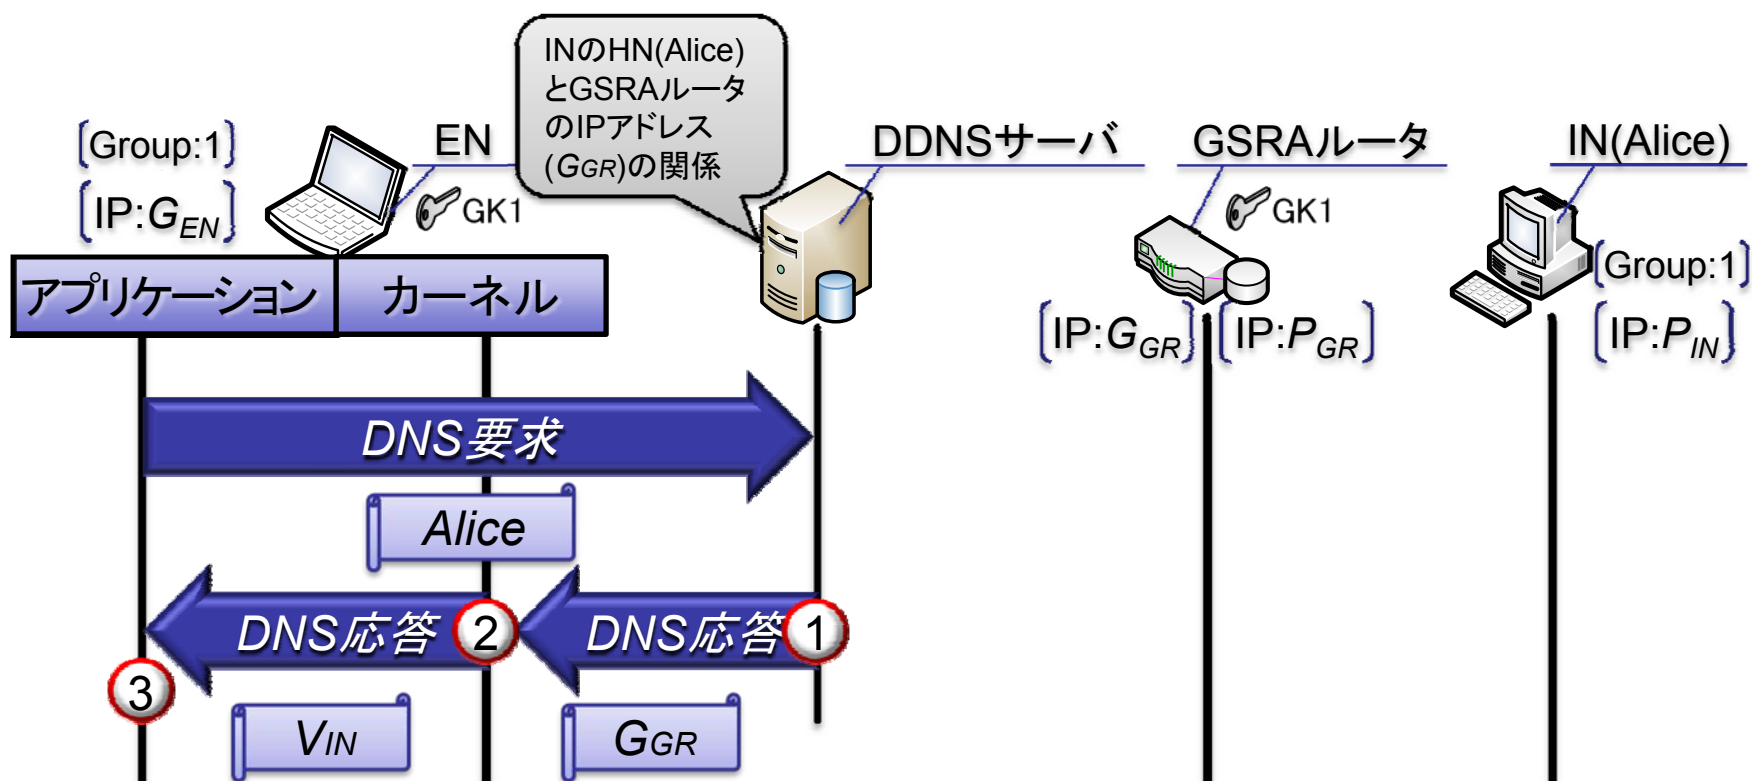 INのHN(Alice)
とGSRAルータ
のIPアドレス
(GGR)の関係
[Group:1]
[IP:GEN]
EN
GK1
DDNSサーバ
GSRAルータ
GK1
IN(Alice)
[Group:1]
[IP:GGR]
[IP:PGR]
[IP:PIN]
アプリケーション
カーネル
DNS要求
Alice
DNS応答
2
DNS応答
1
3
VIN
GGR